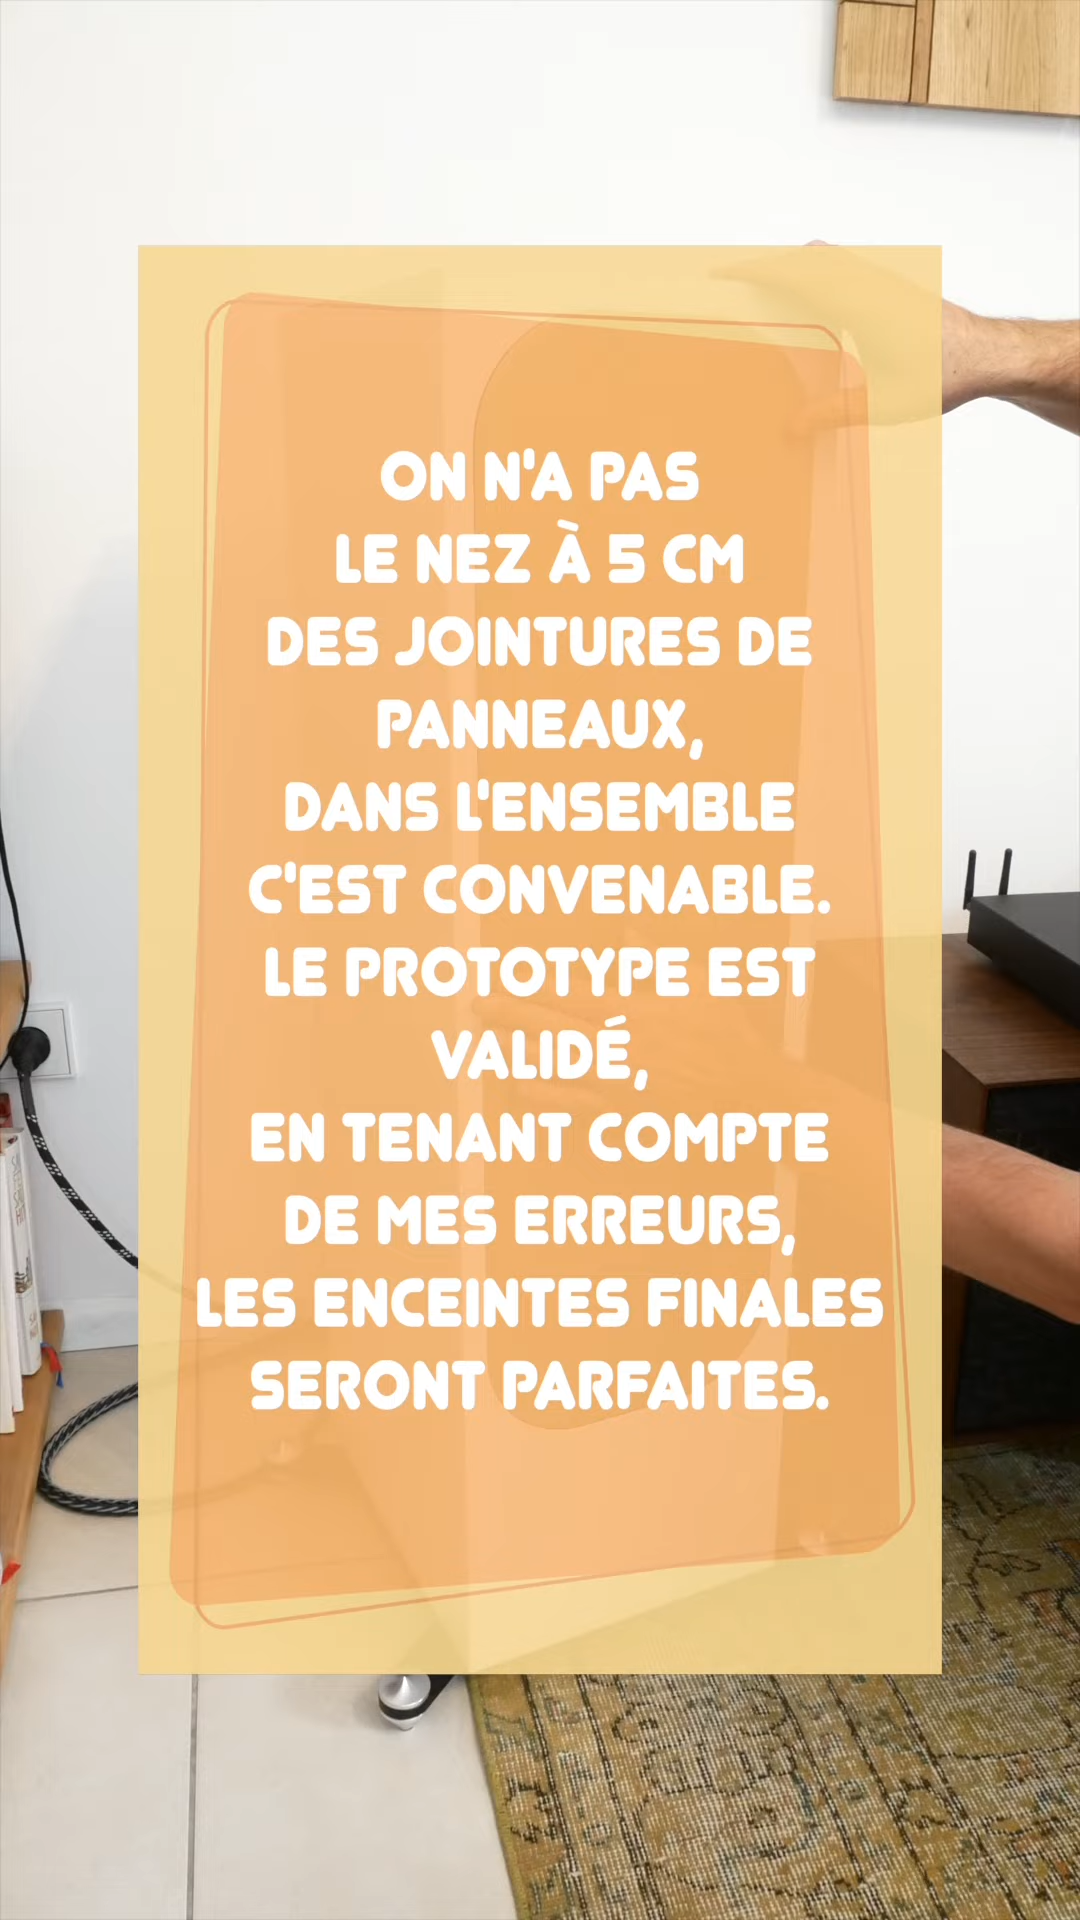 ON N'A PAS
LE NEZ À 5 CM
DES JOINTURES DE
PANNEAUX,
DANS L'ENSEMBLE
C'EST CONVENABLE.
LE PROTOTYPE EST
VALIDÉ,
EN TENANT COMPTE
DE MES ERREURS,
LES ENCEINTES FINALES
SERONT PARFAITES.